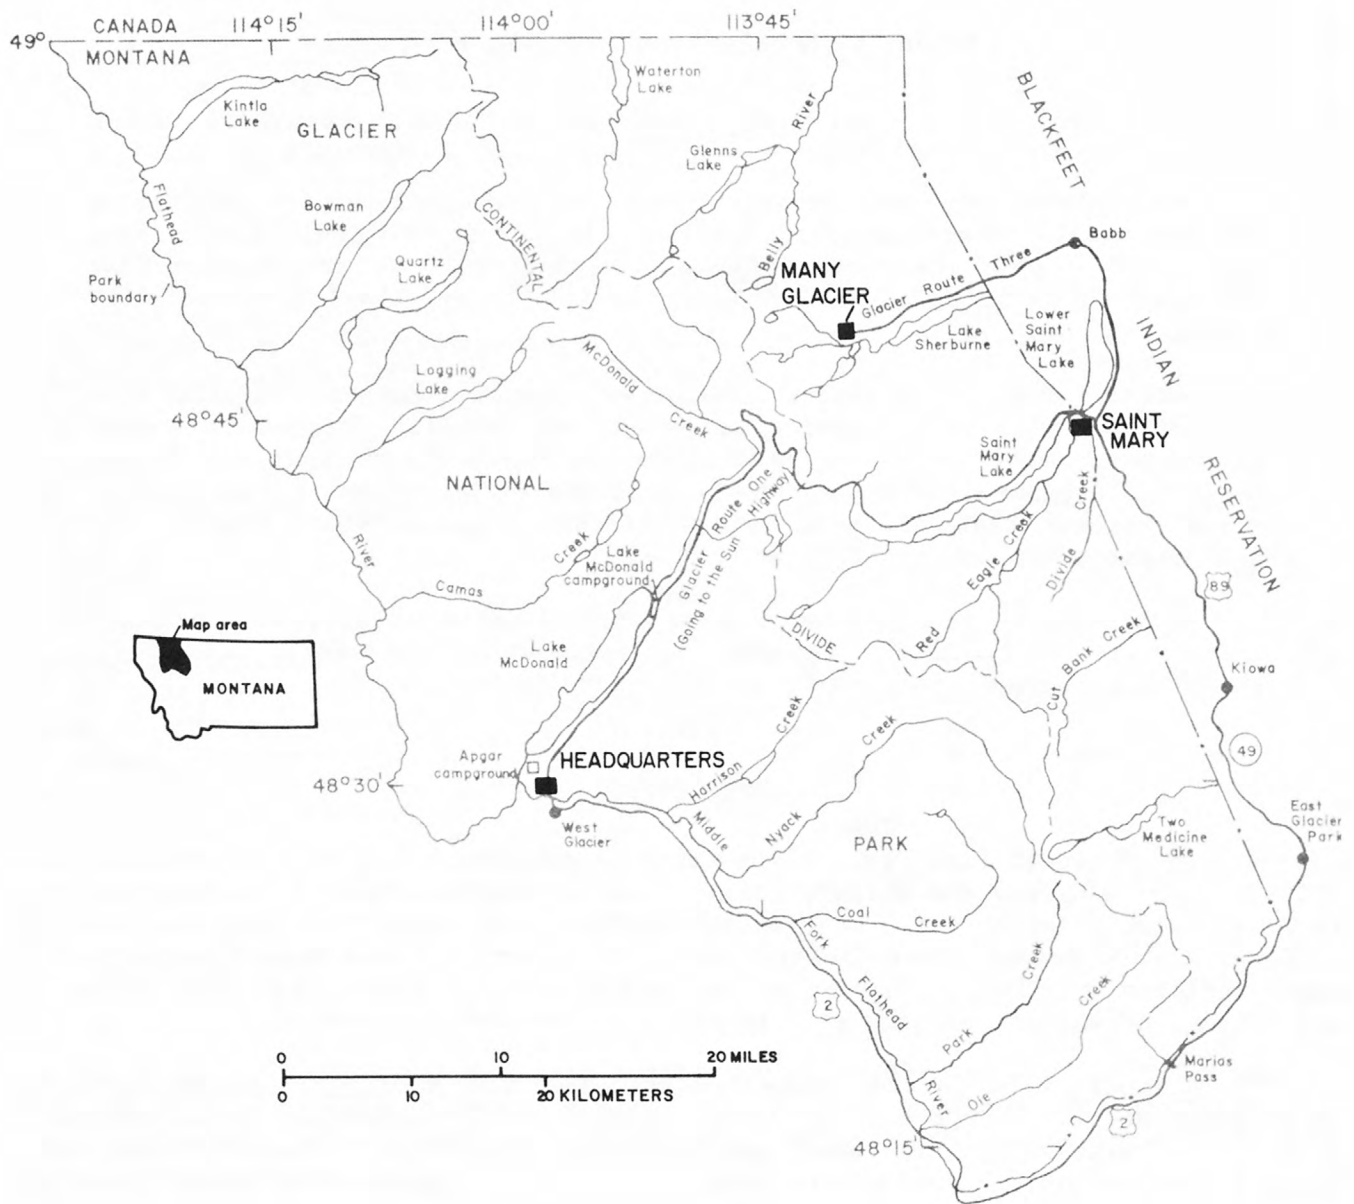 CANADA
114°15'
114°00'
113°45'
49°
MONTANA
Kintla
Lake
GLACIER
Waterton
Lake
River
BLACKFEET
Glenns
Lake
Flathead
Bowman
Lake
CONTINENTAL
Quartz
Lake
Belly
Babb
Park
boundary
MANY
GLACIER
Glacier Route Three
Lake
Sherburne
Lower
Saint
Mary
Lake
INDIAN
McDonald
Creek
Logging
Lake
48°45'
SAINT
MARY
Saint
Mary
Lake
NATIONAL
Glacier Route One
(Going to the Sun Highway)
RESERVATION
River
Creek
Camas
Lake
McDonald
campground
Eagle Creek
Red
Divide
Creek
89
Map area
MONTANA
Lake
McDonald
DIVIDE
Cut Bank Creek
Kiowa
Apgar
campground
HEADQUARTERS
Harrison
Creek
Nyack
Creek
49
48°30'
West
Glacier
Middle
PARK
Two
Medicine
Lake
East
Glacier
Park
Coal
Creek
Fork
Flathead
River
2
Park
Creek
Ole
Creek
Marias
Pass
2
0
10
20 MILES
0
10
20 KILOMETERS
48°15'